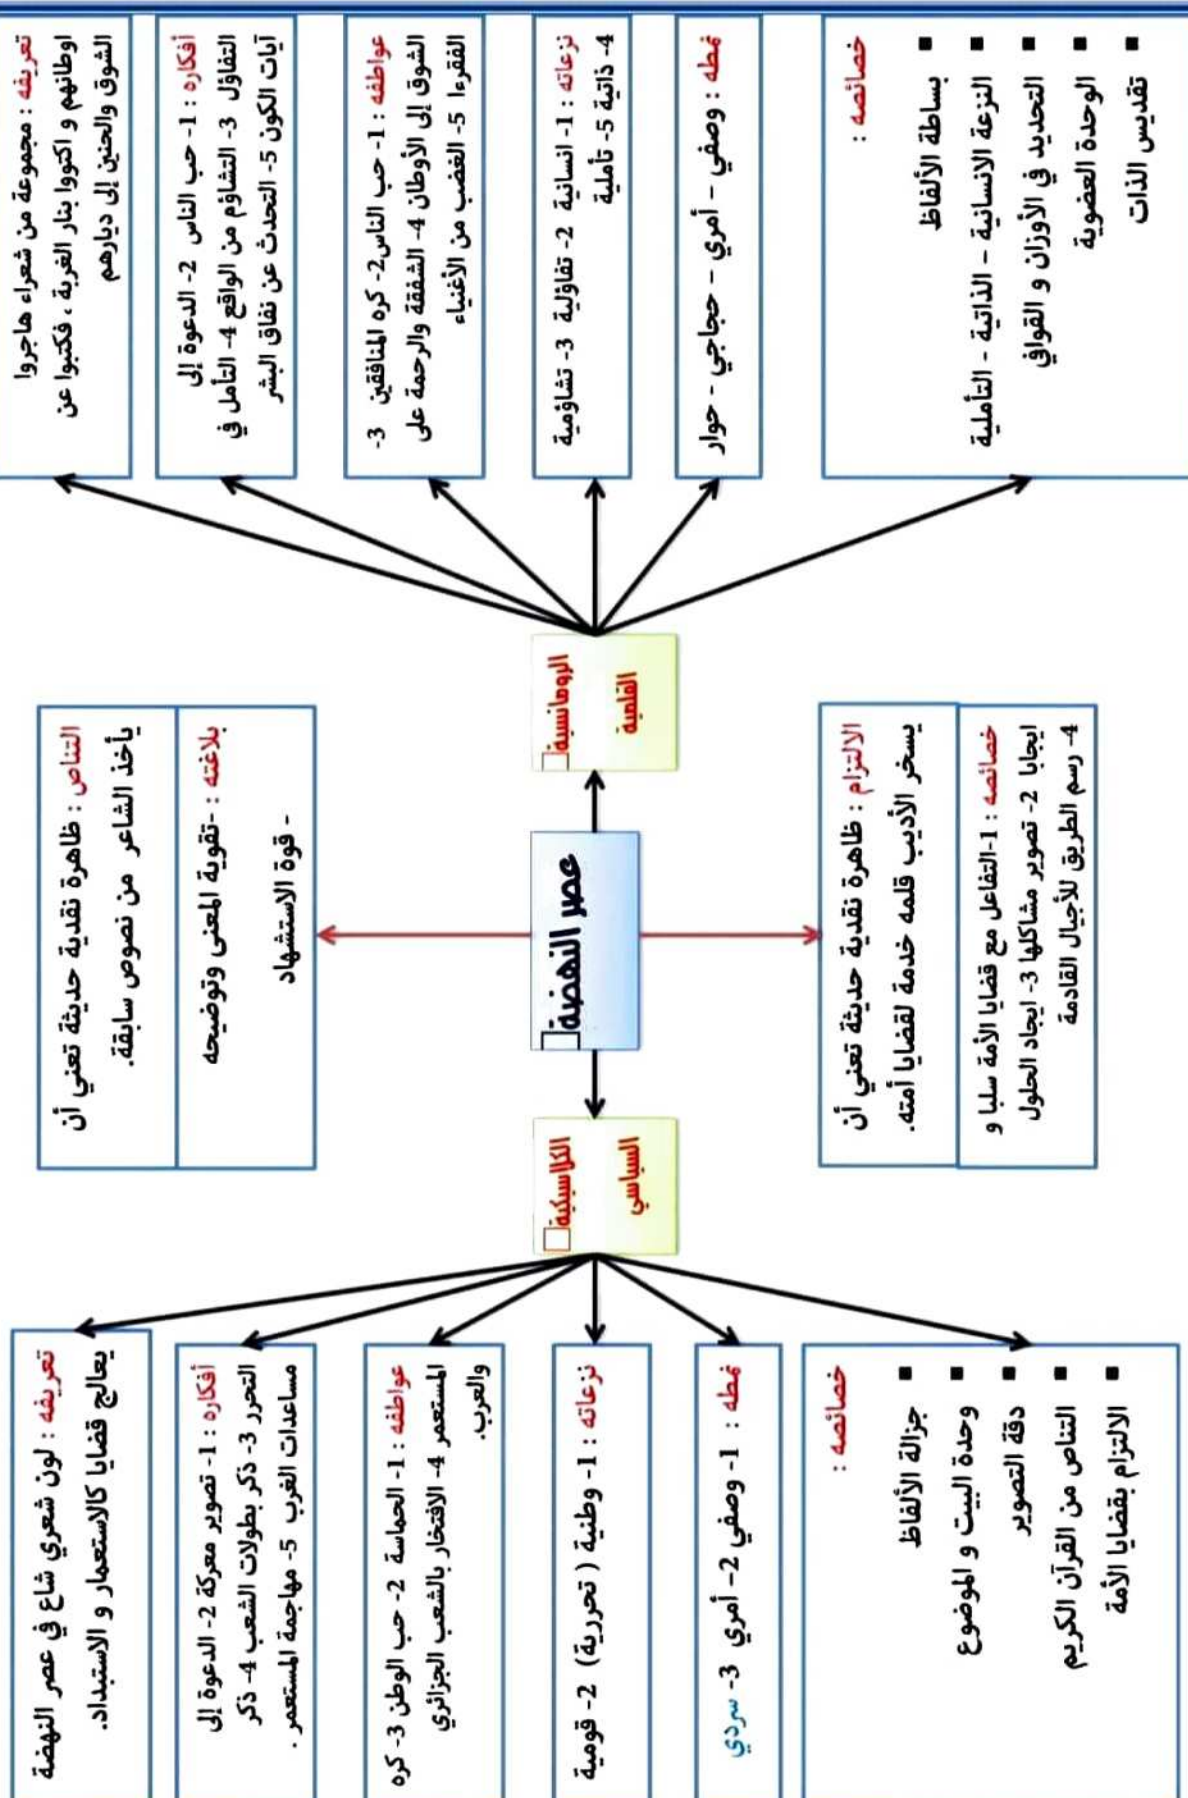 عصر النهضة
الرومانسية
القلمية
تعريفه : مجموعة من شعراء هاجروا
اوطانهم و اكتووا بنار الغربة ، فكتبوا عن
الشوق والحنين إلى ديارهم
أفكاره : 1- حب الناس 2- الدعوة إلى
التفاؤل 3- التشاؤم من الواقع 4- التأمل في
آيات الكون 5- التحدث عن نفاق البشر
عواطفه : 1- حب الناس2- كره المنافقين 3-
الشوق إلى الأوطان 4- الشفقة والرحمة على
الفقراء 5- الغضب من الأغنياء
نزعاته : 1- انسانية 2- تفاؤلية 3- تشاؤمية
4- ذاتية 5- تأملية
نمطه : وصفي – أمري – حجاجي - حوار
خصائصه :
▪ بساطة الألفاظ
▪ النزعة الانسانية – الذاتية - التأملية
▪ التحديد في الأوزان و القوافي
▪ الوحدة العضوية
▪ تقديس الذات
التناص : ظاهرة نقدية حديثة تعني أن
يأخذ الشاعر من نصوص سابقة.
بلاغته : -تقوية المعنى وتوضيحه
- قوة الاستشهاد
الالتزام : ظاهرة نقدية حديثة تعني أن
يسخر الأديب قلمه خدمة لقضايا أمته.
خصائصه : 1-التفاعل مع قضايا الأمة سلبا و
ايجابا 2- تصوير مشاكلها 3- ايجاد الحلول
4- رسم الطريق للأجيال القادمة
الكلاسيكية
السياسي
تعريفه : لون شعري شاع في عصر النهضة
يعالج قضايا كالاستعمار و الاستبداد.
أفكاره : 1- تصوير معركة 2- الدعوة إلى
التحرر 3- ذكر بطولات الشعب 4- ذكر
مساعدات الغرب 5- مهاجمة المستعمر .
عواطفه : 1- الحماسة 2- حب الوطن 3- كره
المستعمر 4- الافتخار بالشعب الجزائري
والعرب.
نزعاته : 1- وطنية ( تحررية) 2- قومية
نمطه : 1- وصفي 2– أمري 3- سردي
خصائصه :
▪ جزالة الألفاظ
▪ وحدة البيت و الموضوع
▪ دقة التصوير
▪ التناص من القرآن الكريم
▪ الالتزام بقضايا الأمة